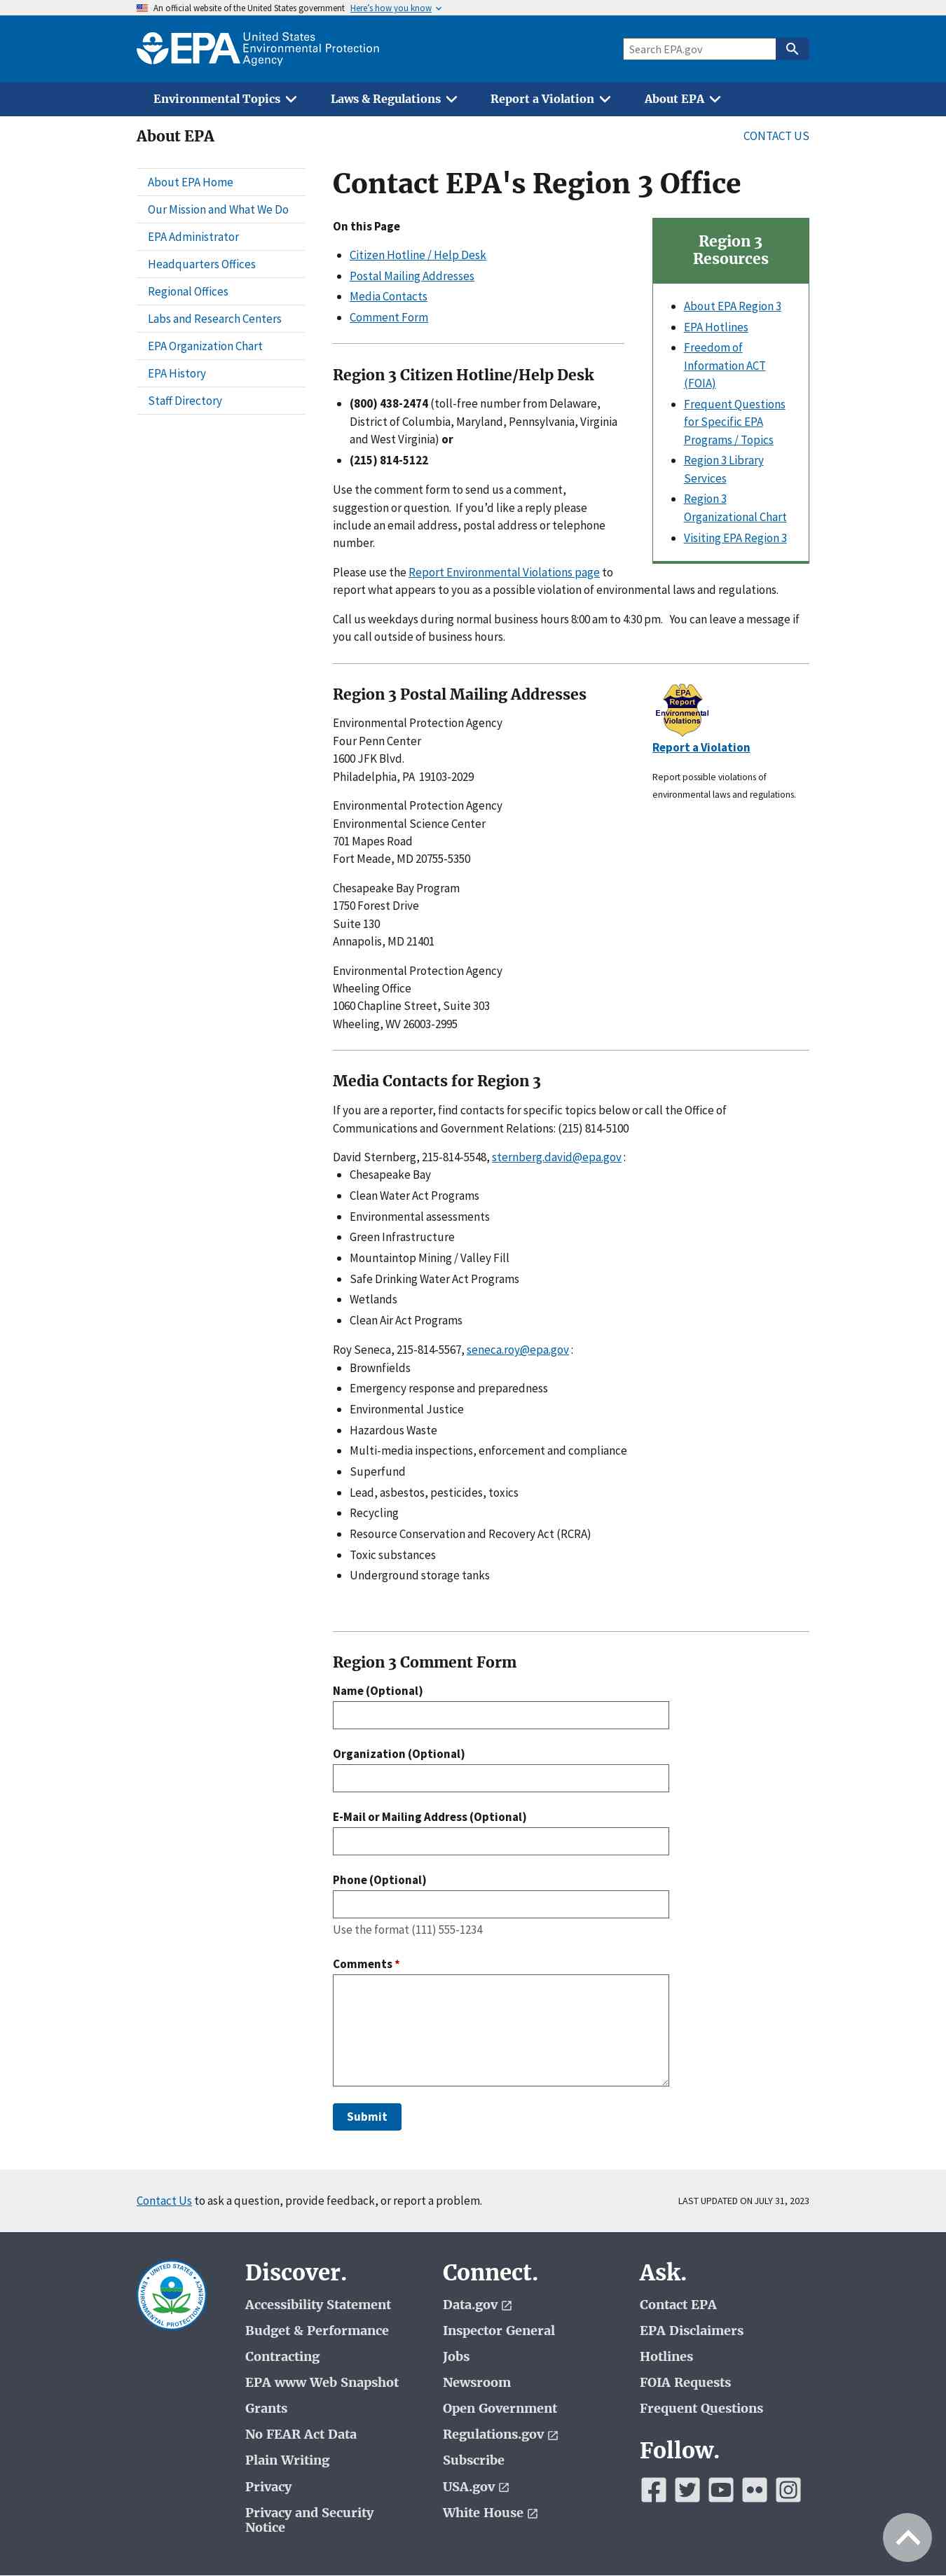 An official website of the United States government Here's how you know
EPA United States
Environmental Protection
Agency
Search EPA.gov
Environmental Topics
Laws & Regulations
Report a Violation
About EPA
About EPA
CONTACT US
About EPA Home
Our Mission and What We Do
EPA Administrator
Headquarters Offices
Regional Offices
Labs and Research Centers
EPA Organization Chart
EPA History
Staff Directory
Contact EPA's Region 3 Office
On this Page
Citizen Hotline / Help Desk
Postal Mailing Addresses
Media Contacts
Comment Form
Region 3
Resources
About EPA Region 3
EPA Hotlines
Freedom of
Information ACT
(FOIA)
Frequent Questions
for Specific EPA
Programs / Topics
Region 3 Library
Services
Region 3
Organizational Chart
Visiting EPA Region 3
Region 3 Citizen Hotline/Help Desk
(800) 438-2474 (toll-free number from Delaware,
District of Columbia, Maryland, Pennsylvania, Virginia
and West Virginia) or
(215) 814-5122
Use the comment form to send us a comment,
suggestion or question. If you'd like a reply please
include an email address, postal address or telephone
number.
Please use the Report Environmental Violations page to
report what appears to you as a possible violation of environmental laws and regulations.
Call us weekdays during normal business hours 8:00 am to 4:30 pm. You can leave a message if
you call outside of business hours.
Region 3 Postal Mailing Addresses
Environmental Protection Agency
Four Penn Center
1600 JFK Blvd.
Philadelphia, PA 19103-2029
Environmental Protection Agency
Environmental Science Center
701 Mapes Road
Fort Meade, MD 20755-5350
Chesapeake Bay Program
1750 Forest Drive
Suite 130
Annapolis, MD 21401
Environmental Protection Agency
Wheeling Office
1060 Chapline Street, Suite 303
Wheeling, WV 26003-2995
EPA
Report
Environmental
Violations
Report a Violation
Report possible violations of
environmental laws and regulations.
Media Contacts for Region 3
If you are a reporter, find contacts for specific topics below or call the Office of
Communications and Government Relations: (215) 814-5100
David Sternberg, 215-814-5548, sternberg.david@epa.gov :
Chesapeake Bay
Clean Water Act Programs
Environmental assessments
Green Infrastructure
Mountaintop Mining / Valley Fill
Safe Drinking Water Act Programs
Wetlands
Clean Air Act Programs
Roy Seneca, 215-814-5567, seneca.roy@epa.gov :
Brownfields
Emergency response and preparedness
Environmental Justice
Hazardous Waste
Multi-media inspections, enforcement and compliance
Superfund
Lead, asbestos, pesticides, toxics
Recycling
Resource Conservation and Recovery Act (RCRA)
Toxic substances
Underground storage tanks
Region 3 Comment Form
Name (Optional)
Organization (Optional)
E-Mail or Mailing Address (Optional)
Phone (Optional)
Use the format (111) 555-1234
Comments *
Submit
Contact Us to ask a question, provide feedback, or report a problem.
LAST UPDATED ON JULY 31, 2023
UNITED STATES
ENVIRONMENTAL PROTECTION
AGENCY
Discover.
Accessibility Statement
Budget & Performance
Contracting
EPA www Web Snapshot
Grants
No FEAR Act Data
Plain Writing
Privacy
Privacy and Security
Notice
Connect.
Data.gov
Inspector General
Jobs
Newsroom
Open Government
Regulations.gov
Subscribe
USA.gov
White House
Ask.
Contact EPA
EPA Disclaimers
Hotlines
FOIA Requests
Frequent Questions
Follow.